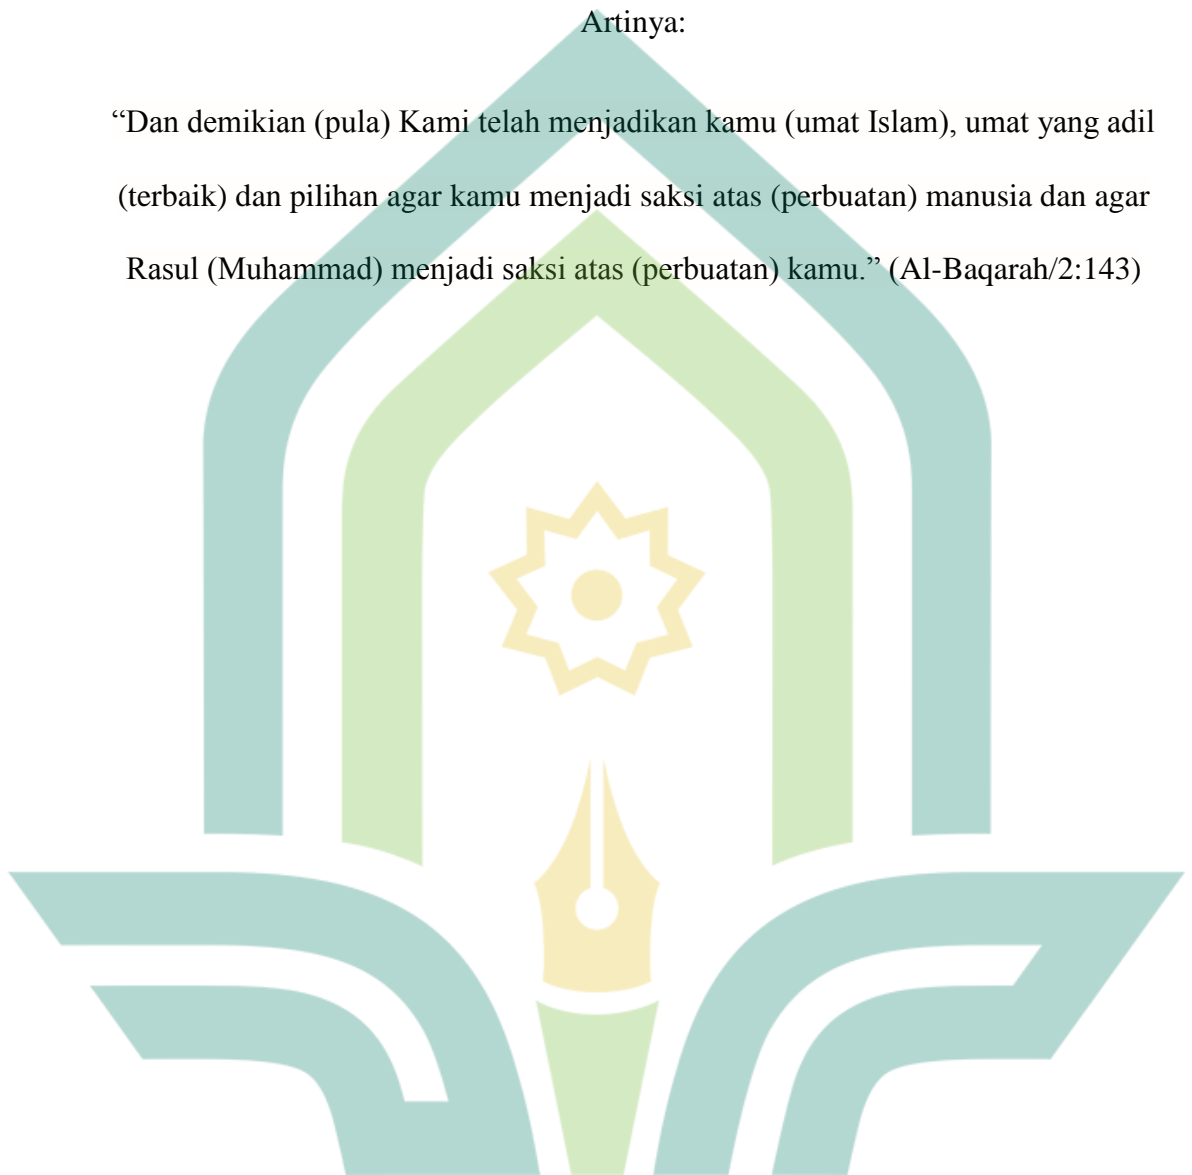 Artinya:
“Dan demikian (pula) Kami telah menjadikan kamu (umat Islam), umat yang adil
(terbaik) dan pilihan agar kamu menjadi saksi atas (perbuatan) manusia dan agar
Rasul (Muhammad) menjadi saksi atas (perbuatan) kamu.” (Al-Baqarah/2:143)